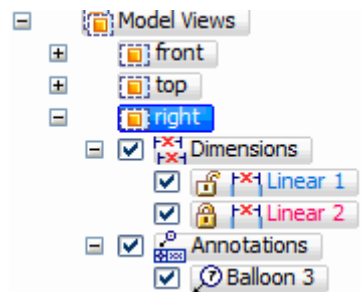 Model Views
front
top
right
Dimensions
Linear 1
Linear 2
Annotations
Balloon 3